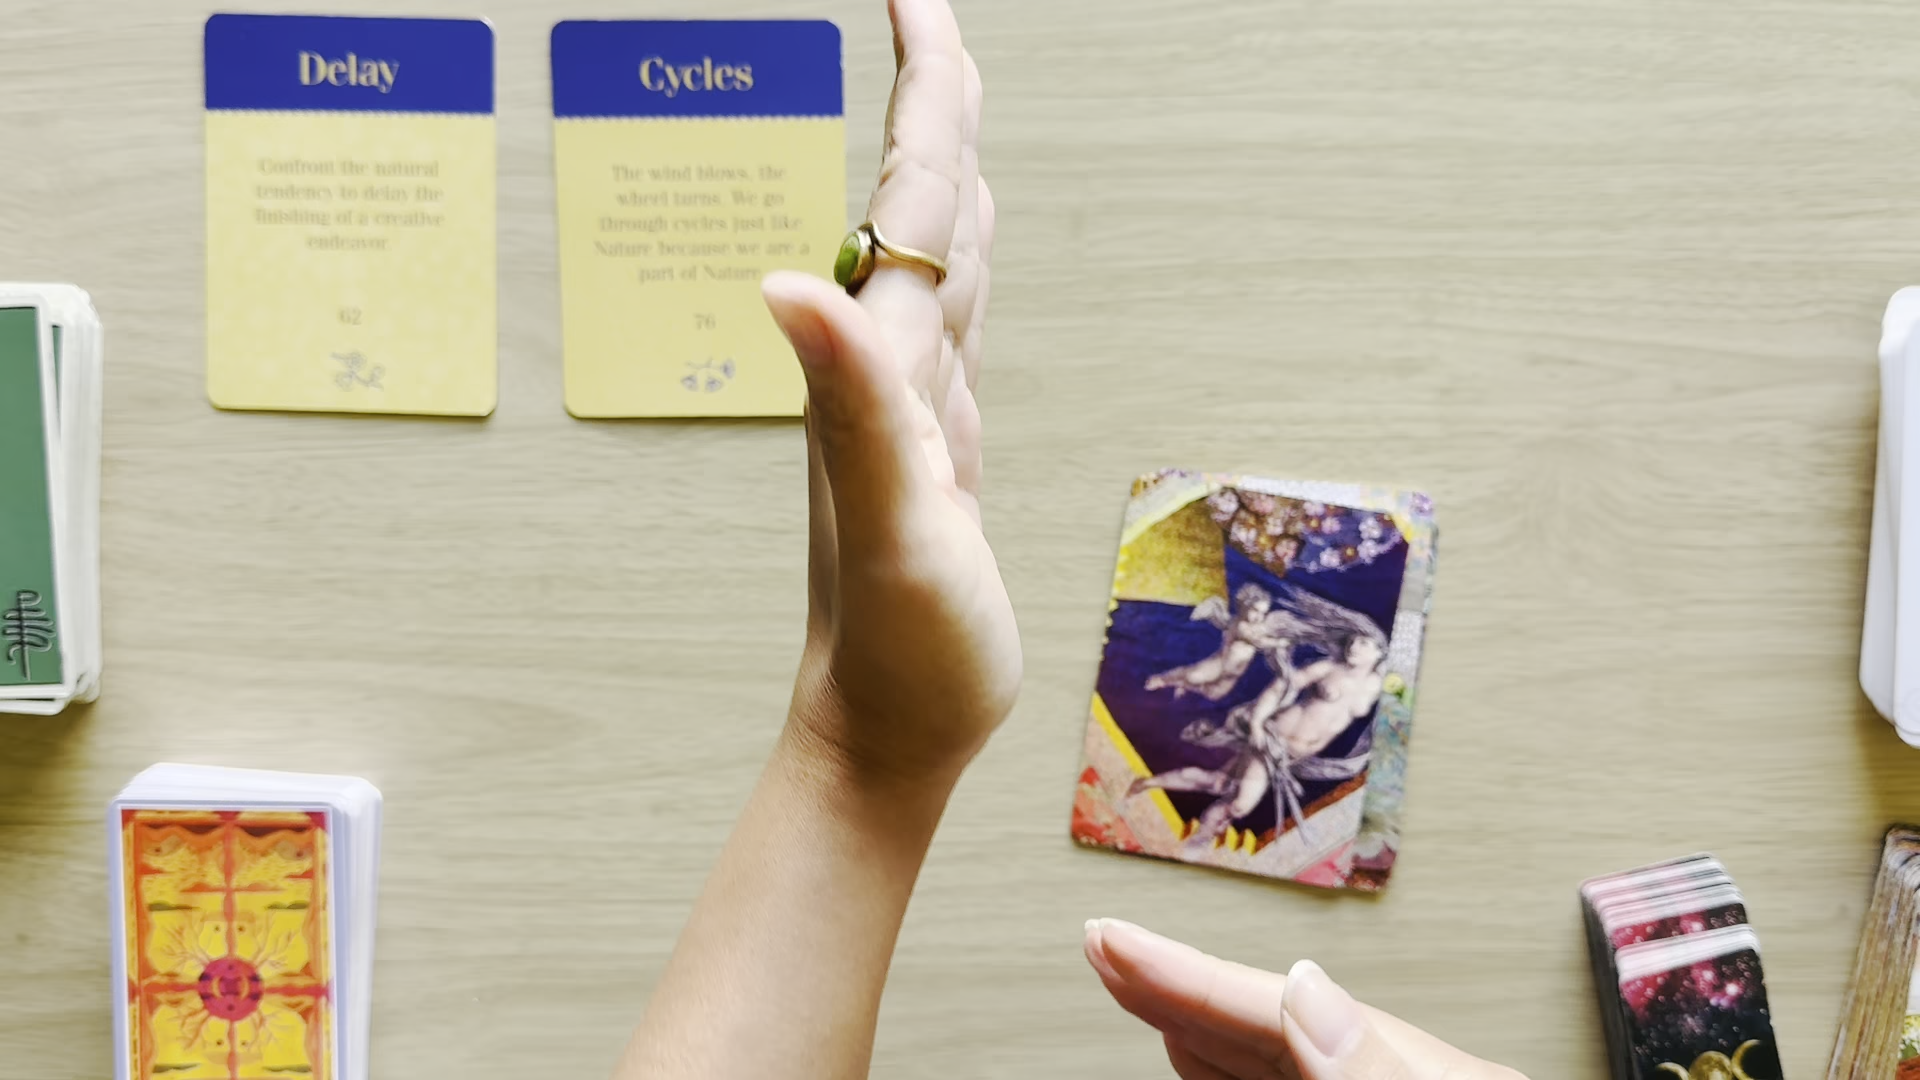 Delay
Confront the natural
tendency to delay the
finishing of a creative
endeavor
62
Cycles
The wind blows, the
wheel turns. We go
through cycles just like
Nature because we are a
part of Nature
76